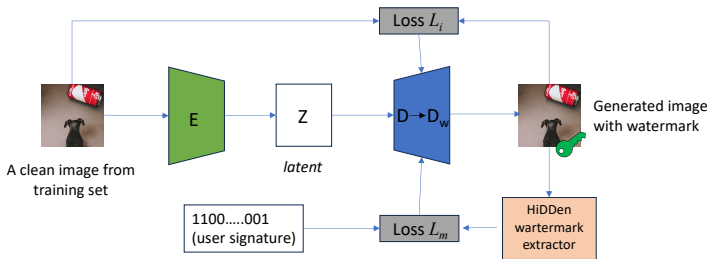 Loss L_i
E
Z
D→D_w
latent
A clean image from
training set
Generated image
with watermark
1100.....001
(user signature)
Loss L_m
HiDDen
wartermark
extractor